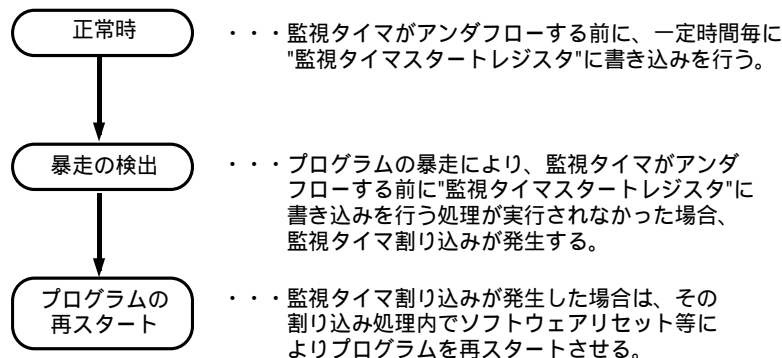 正常時
・・・監視タイマがアンダフローする前に、一定時間毎に
"監視タイマスタートレジスタ"に書き込みを行う。
暴走の検出
・・・プログラムの暴走により、監視タイマがアンダ
フローする前に"監視タイマスタートレジスタ"に
書き込みを行う処理が実行されなかった場合、
監視タイマ割り込みが発生する。
プログラムの
再スタート
・・・監視タイマ割り込みが発生した場合は、その
割り込み処理内でソフトウェアリセット等に
よりプログラムを再スタートさせる。